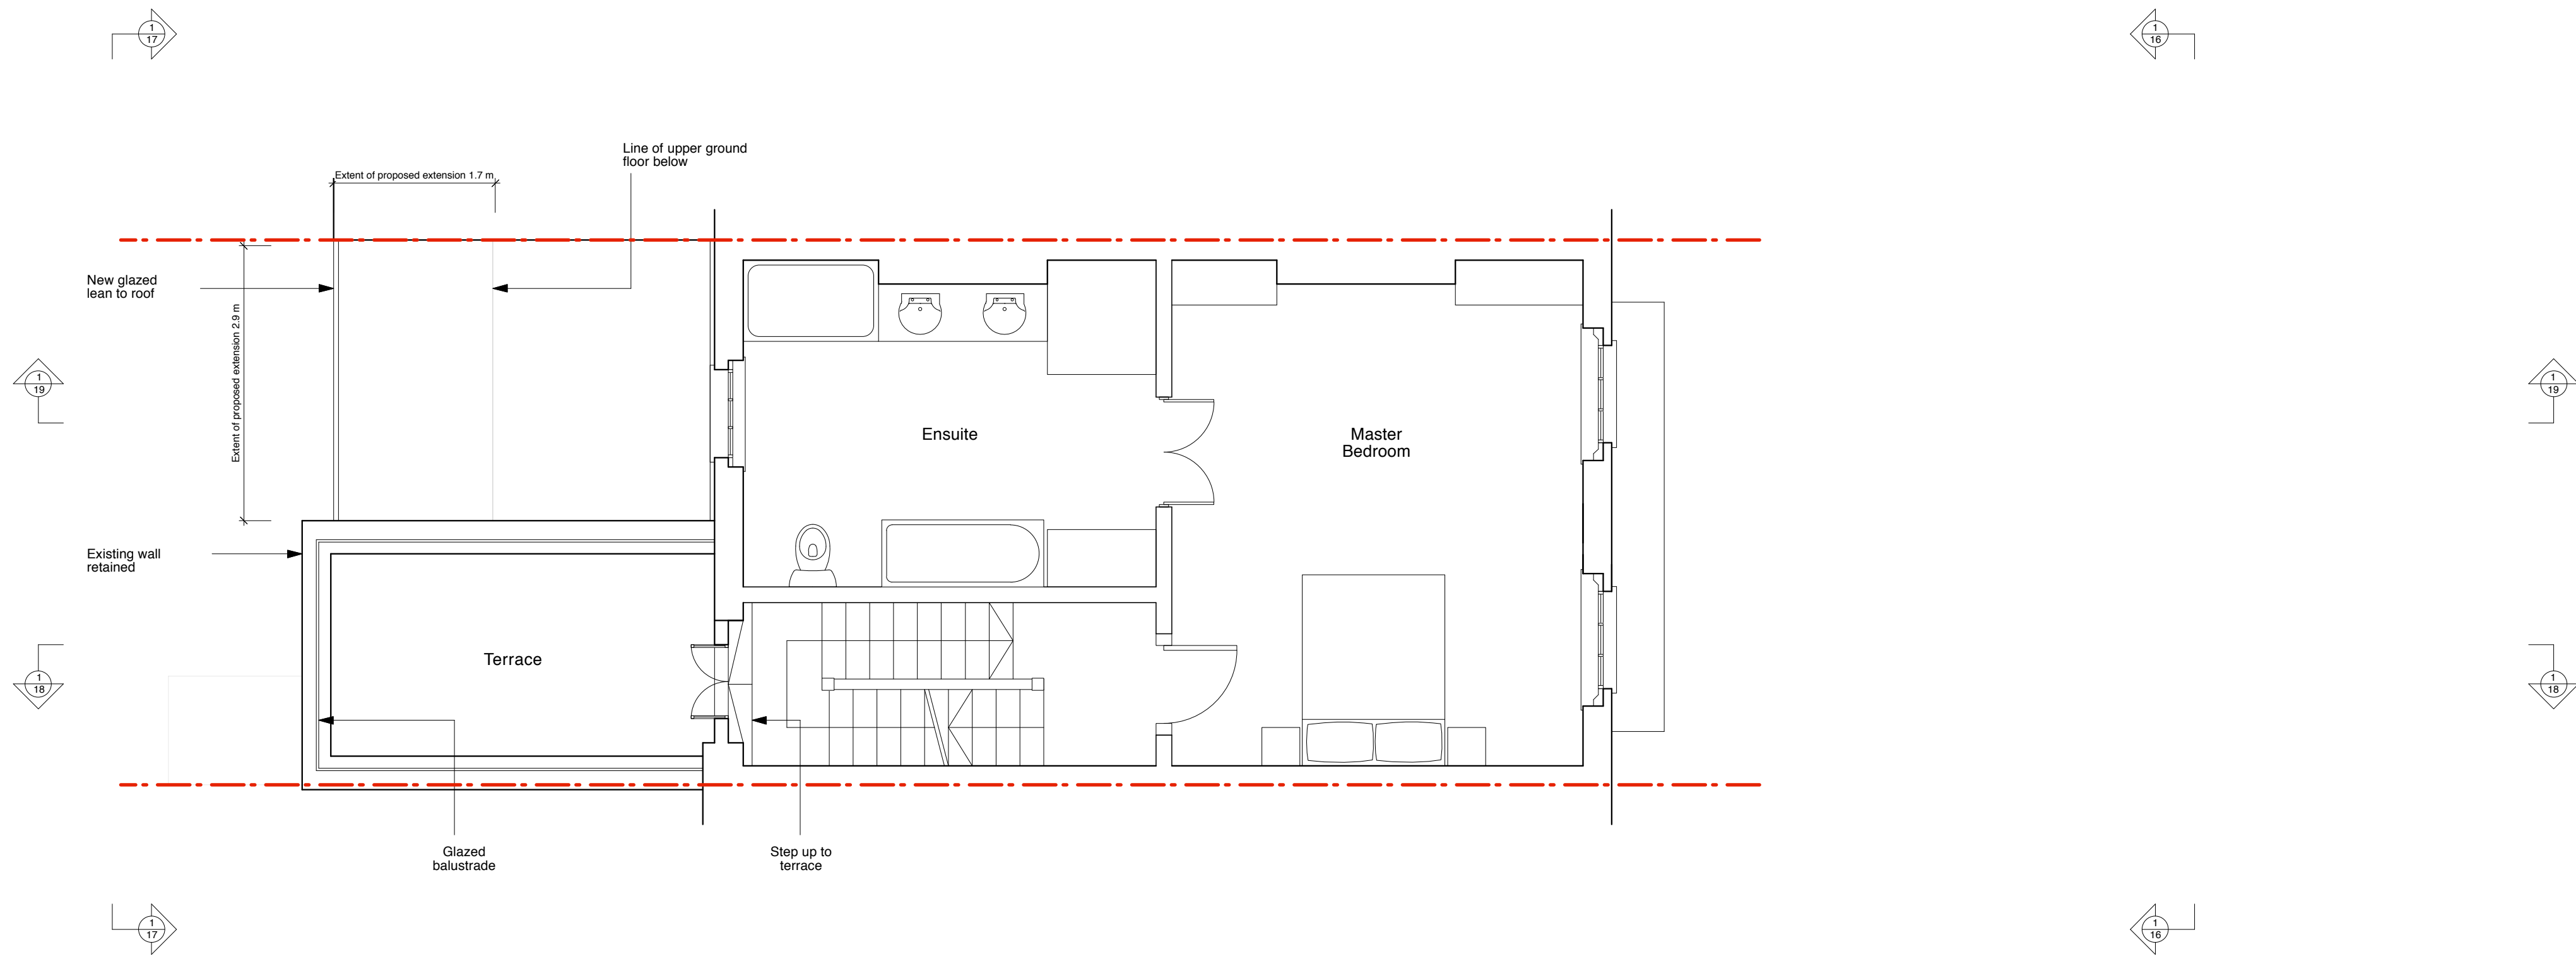 1
17
1
16
Line of upper ground
floor below
Extent of proposed extension 1.7 m
New glazed
lean to roof
Extent of proposed extension 2.9 m
1
19
1
19
Ensuite
Master
Bedroom
Existing wall
retained
Terrace
1
18
1
18
Glazed
balustrade
Step up to
terrace
1
17
1
16